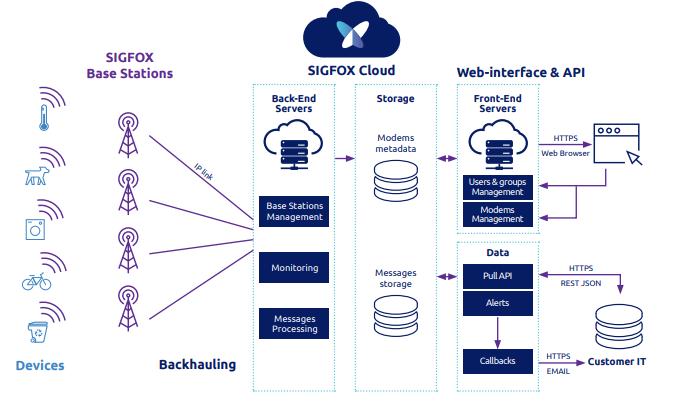 SIGFOX
Base Stations
SIGFOX Cloud
Web-interface & API
Back-End
Servers
Storage
Front-End
Servers
Modems
metadata
HTTPS
Web Browser
IP link
Users & groups
Management
Modems
Management
Base Stations
Management
Monitoring
Messages
Processing
Messages
storage
Data
Pull API
Alerts
Callbacks
HTTPS
REST JSON
HTTPS
EMAIL
Customer IT
Devices
Backhauling